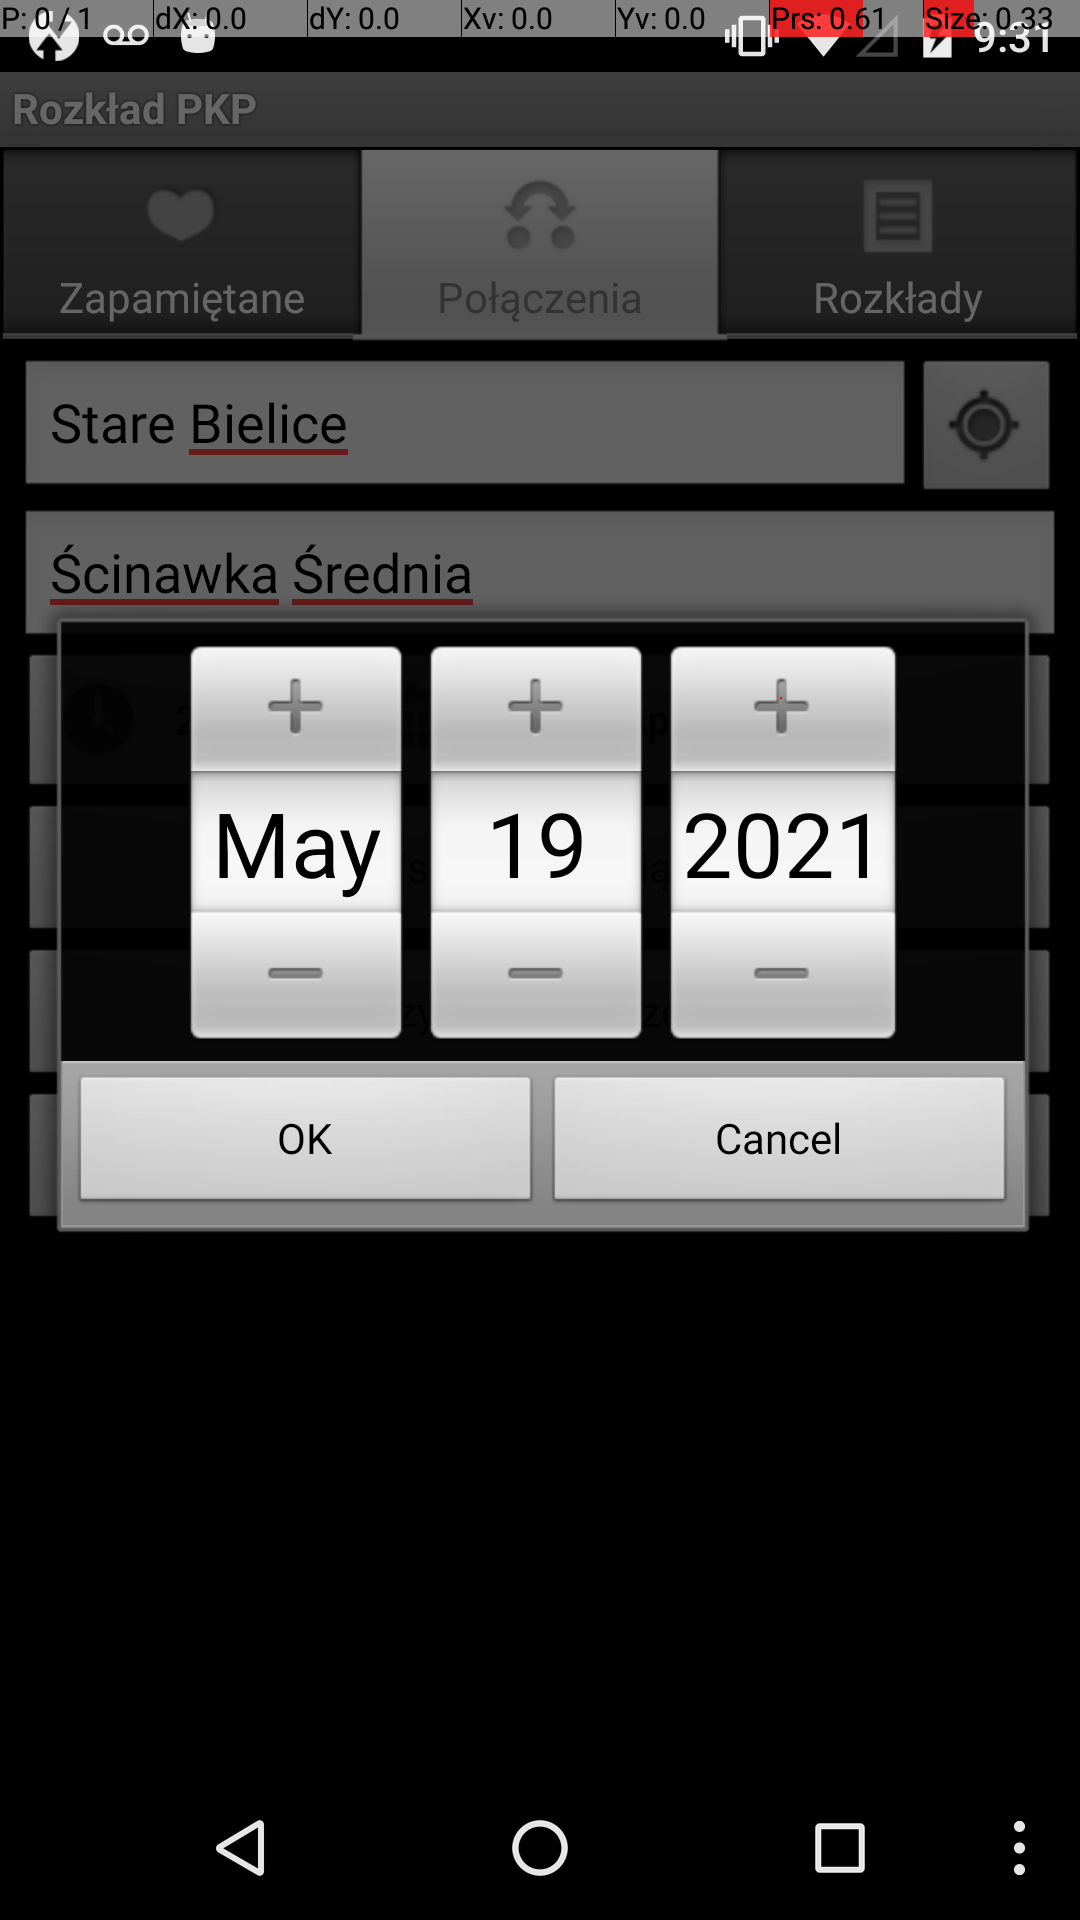 P: 0 / 1 dX: 0.0 dY: 0.0 Xv: 0.0 Yv: 0.0 Prs: 0.61 Size: 0.33
9:31
Rozkład PKP
Zapamiętane Połączenia Rozkłady
Stare Bielice
Ścinawka Średnia
May 19 2021
OK Cancel